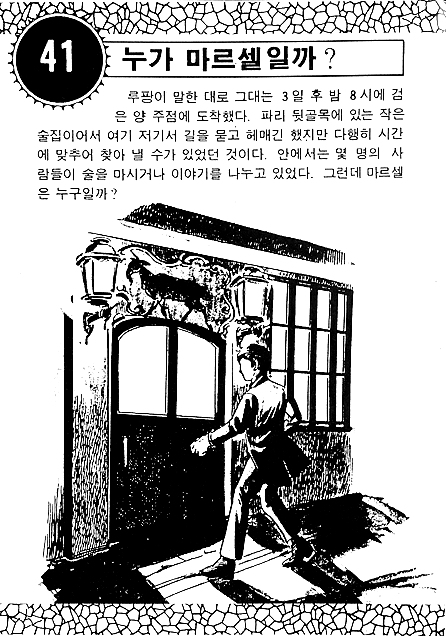 41
누가 마르셀일까?
루팡이 말한 대로 그대는 3일 후 밤 8시에 검
은 양 주점에 도착했다. 파리 뒷골목에 있는 작은
술집이어서 여기 저기서 길을 묻고 헤매긴 했지만 다행히 시간
에 맞추어 찾아 낼 수가 있었던 것이다. 안에서는 몇 명의 사
람들이 술을 마시거나 이야기를 나누고 있었다. 그런데 마르셀
은 누구일까?